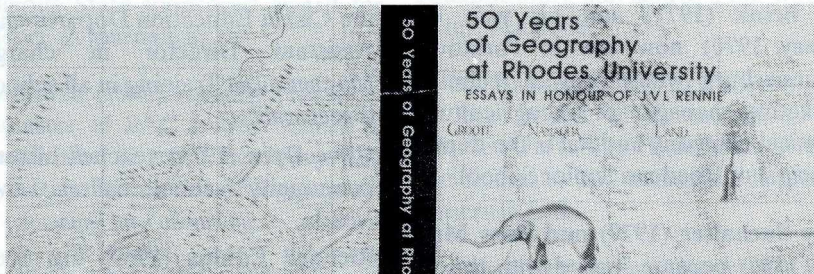 50 Years of Geography at Rho
50 Years
of Geography
at Rhodes University
ESSAYS IN HONOUR OF J V L RENNIE
GROOTE NAMAQUA LAND